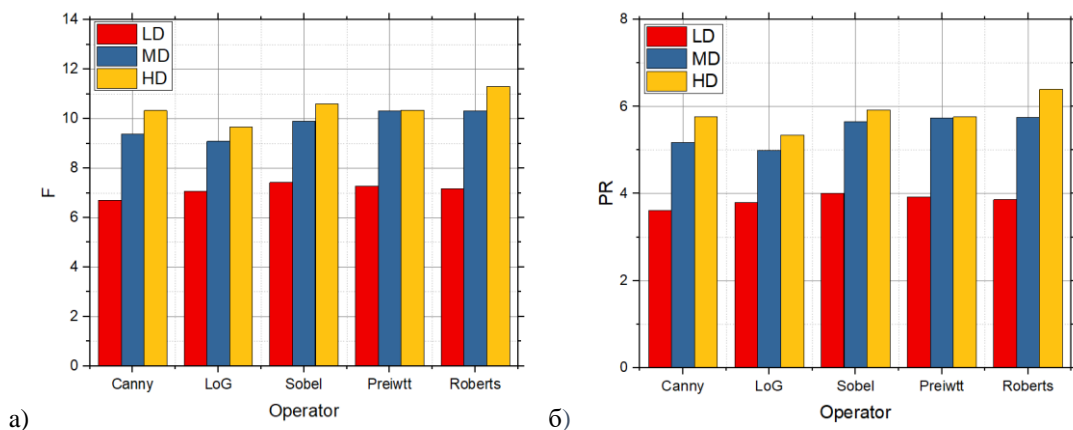 14
12
10
8
6
4
2
0
F
LD
MD
HD
Canny
LoG
Sobel
Preiwtt
Roberts
Operator
а)
8
6
4
2
0
PR
LD
MD
HD
Canny
LoG
Sobel
Preiwtt
Roberts
Operator
б)